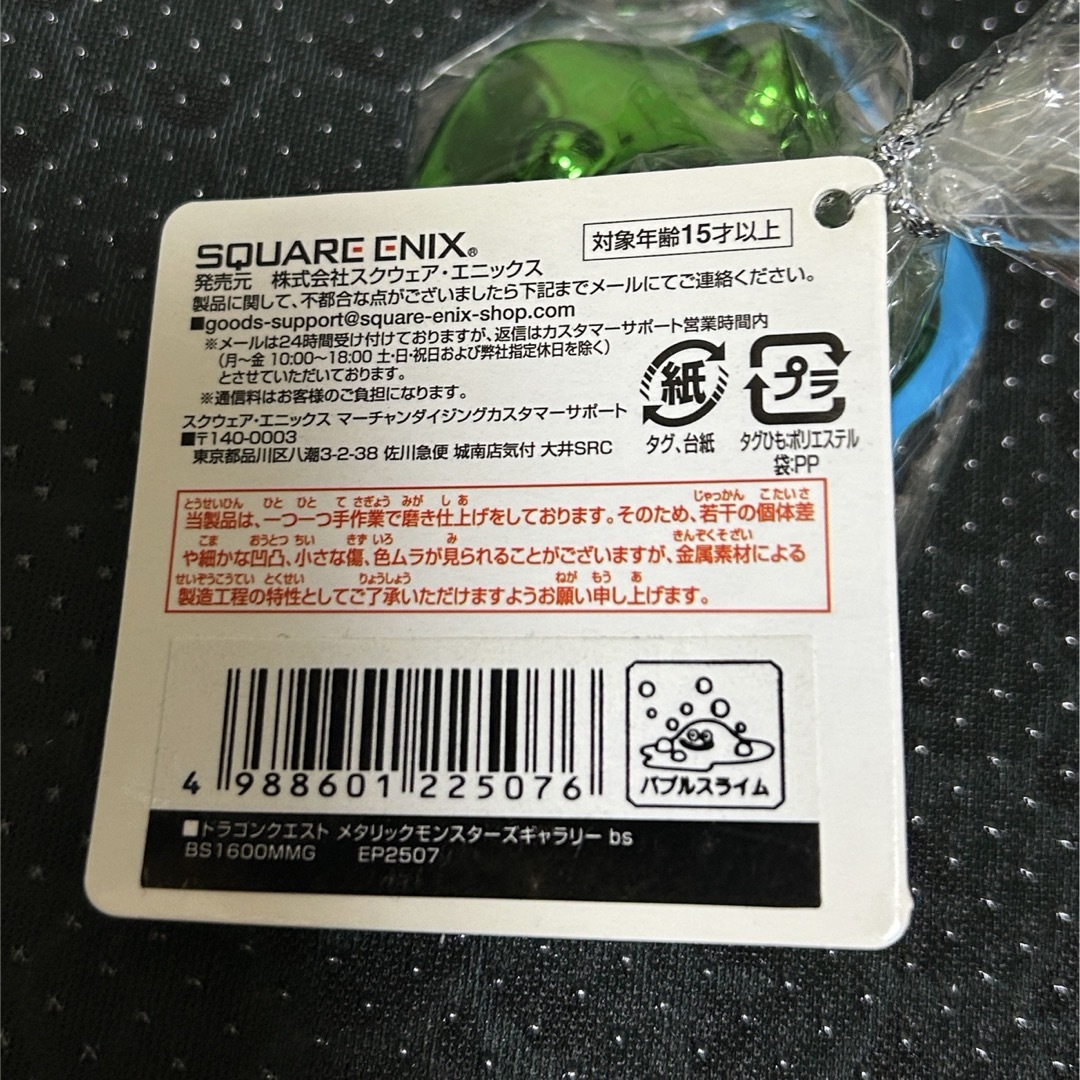 SQUARE ENIX®
対象年齢15才以上
発売元　株式会社スクウェア・エニックス
製品に関して、不都合な点がございましたら下記までメールにてご連絡ください。
■goods-support@square-enix-shop.com
※メールは24時間受け付けておりますが、返信はカスタマーサポート営業時間内
(月~金 10:00~18:00 土・日・祝日および弊社指定休日を除く)
とさせていただいております。
※通信料はお客様のご負担になります。
スクウェア・エニックス マーチャンダイジングカスタマーサポート
■〒140-0003
東京都品川区八潮3-2-38 佐川急便 城南店気付 大井SRC
紙
タグ、台紙
プラ
タグひも:ポリエステル
袋:PP
とうせいひん ひと ひと て さぎょう みが し あ じゃっかん こたいさ
当製品は、一つ一つ手作業で磨き仕上げをしております。そのため、若干の個体差
こま おうとつ ちい きず いろ み きんぞくそざい
や細かな凹凸、小さな傷、色ムラが見られることがございますが、金属素材による
せいぞうこうてい とくせい りょうしょう ねが もう あ
製造工程の特性としてご了承いただけますようお願い申し上げます。
4 988601 225076
バブルスライム
■ドラゴンクエスト メタリックモンスターズギャラリー bs
BS1600MMG　EP2507